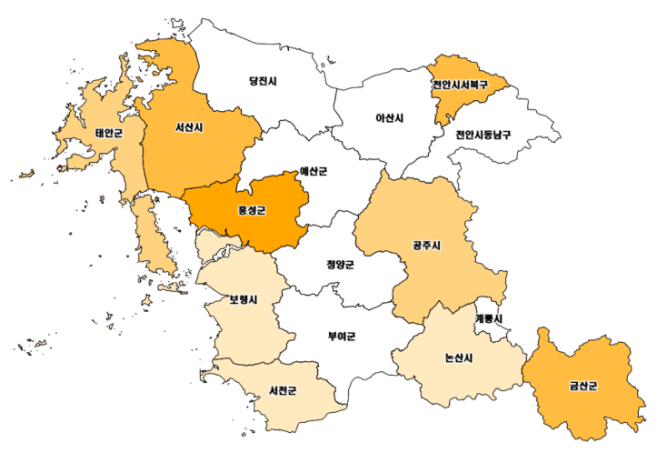 당진시
천안시서북구
아산시
태안군
서산시
천안시동남구
예산군
홍성군
공주시
청양군
보령시
계룡시
부여군
논산시
서천군
금산군